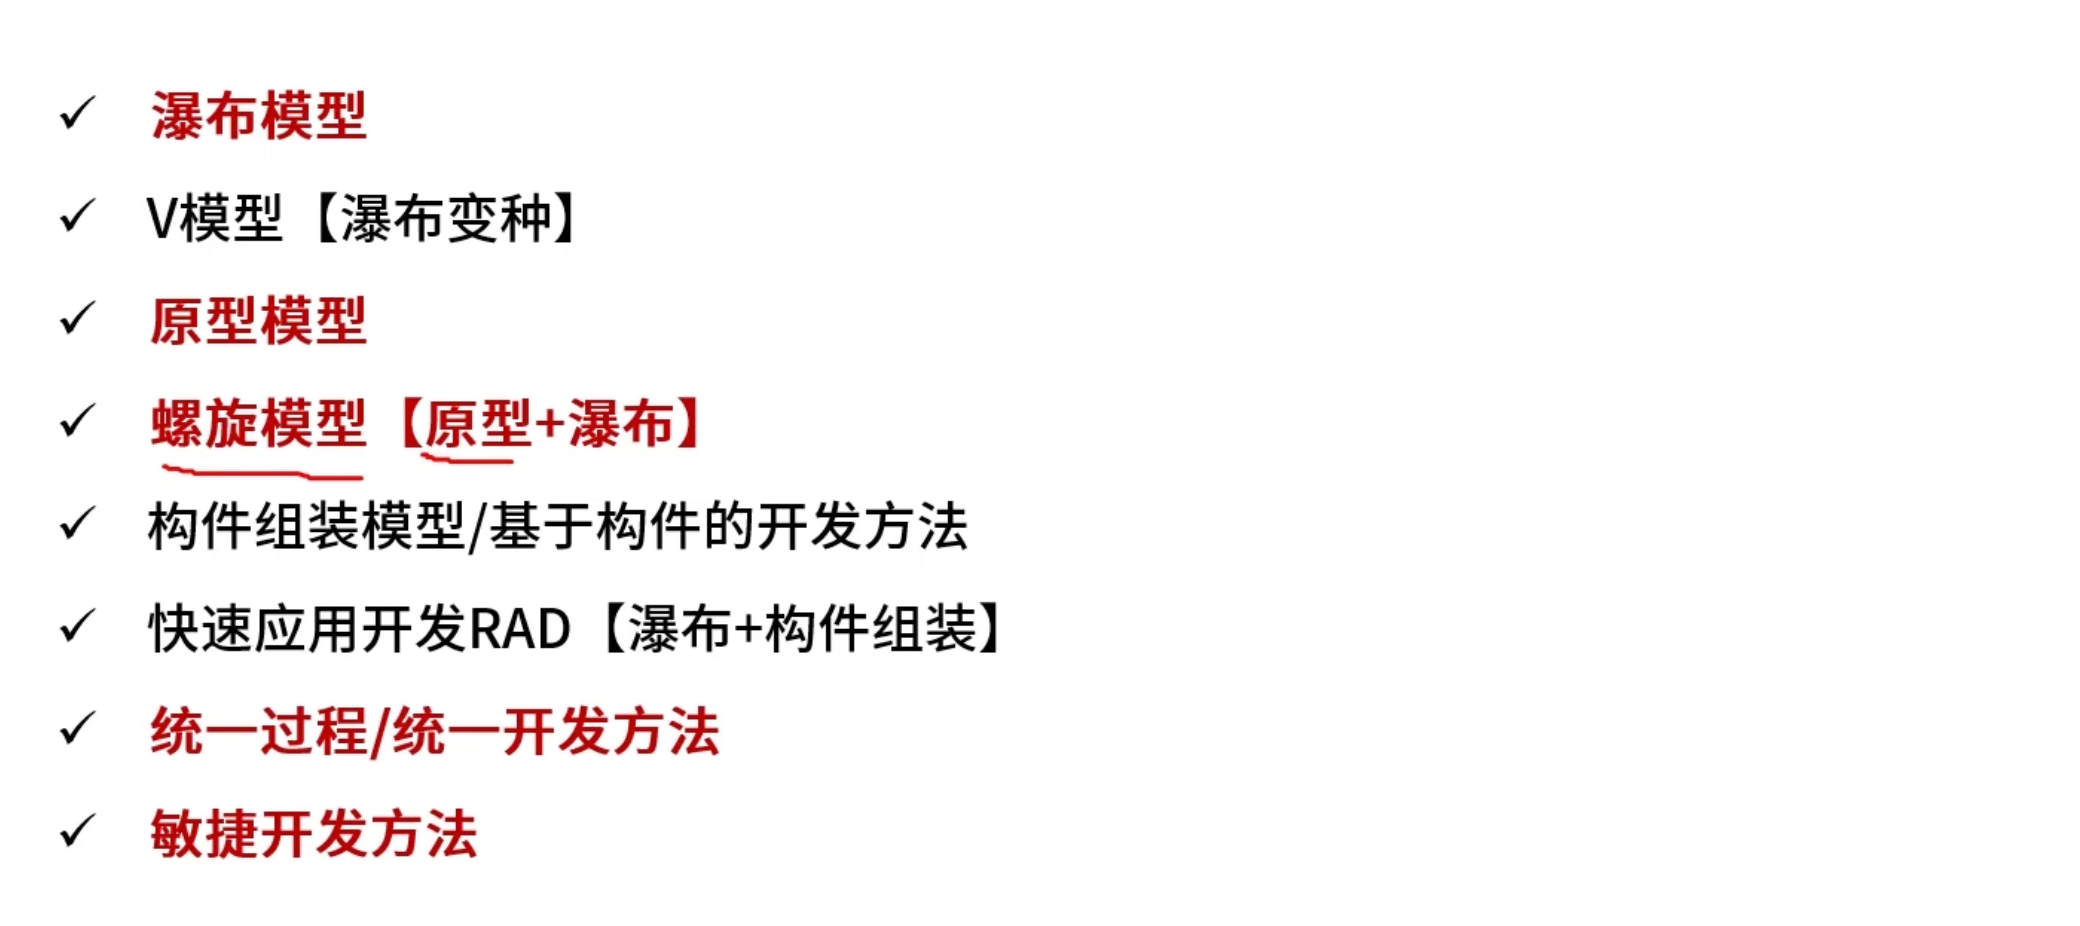 ✓ 瀑布模型
✓ V模型【瀑布变种】
✓ 原型模型
✓ 螺旋模型【原型+瀑布】
✓ 构件组装模型/基于构件的开发方法
✓ 快速应用开发RAD【瀑布+构件组装】
✓ 统一过程/统一开发方法
✓ 敏捷开发方法